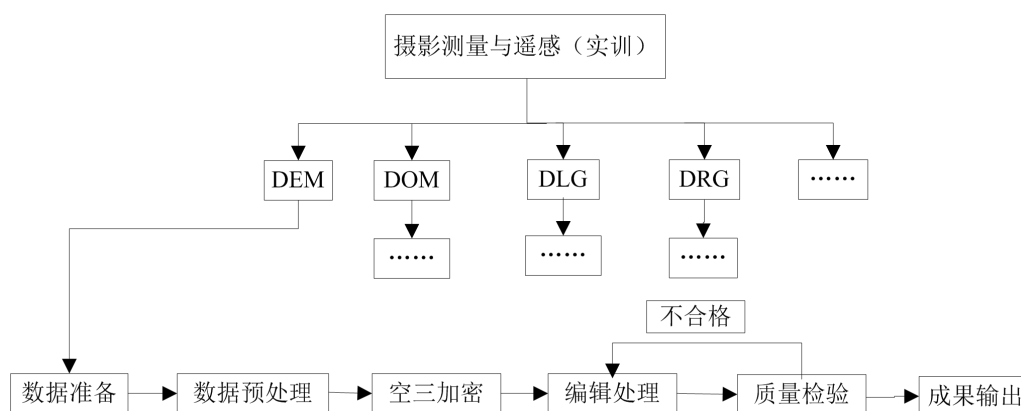 摄影测量与遥感（实训）
DEM
DOM
DLG
DRG
……
……
……
……
不合格
数据准备
数据预处理
空三加密
编辑处理
质量检验
成果输出